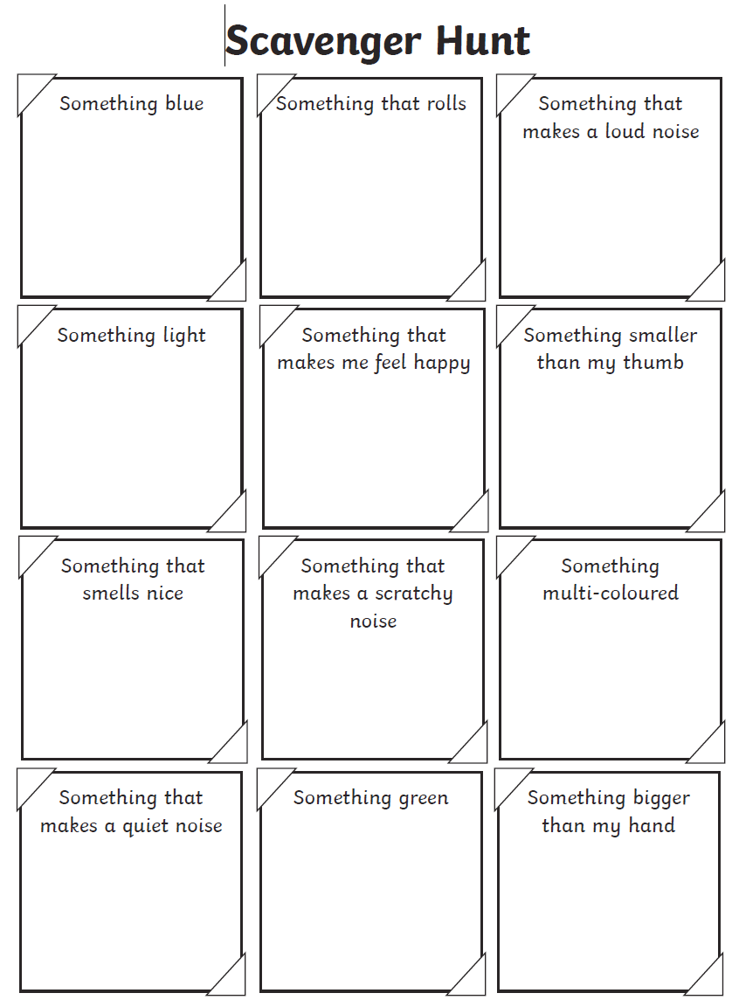 Scavenger Hunt
Something blue
Something that rolls
Something that
makes a loud noise
Something light
Something that
makes me feel happy
Something smaller
than my thumb
Something that
smells nice
Something that
makes a scratchy
noise
Something
multi-coloured
Something that
makes a quiet noise
Something green
Something bigger
than my hand